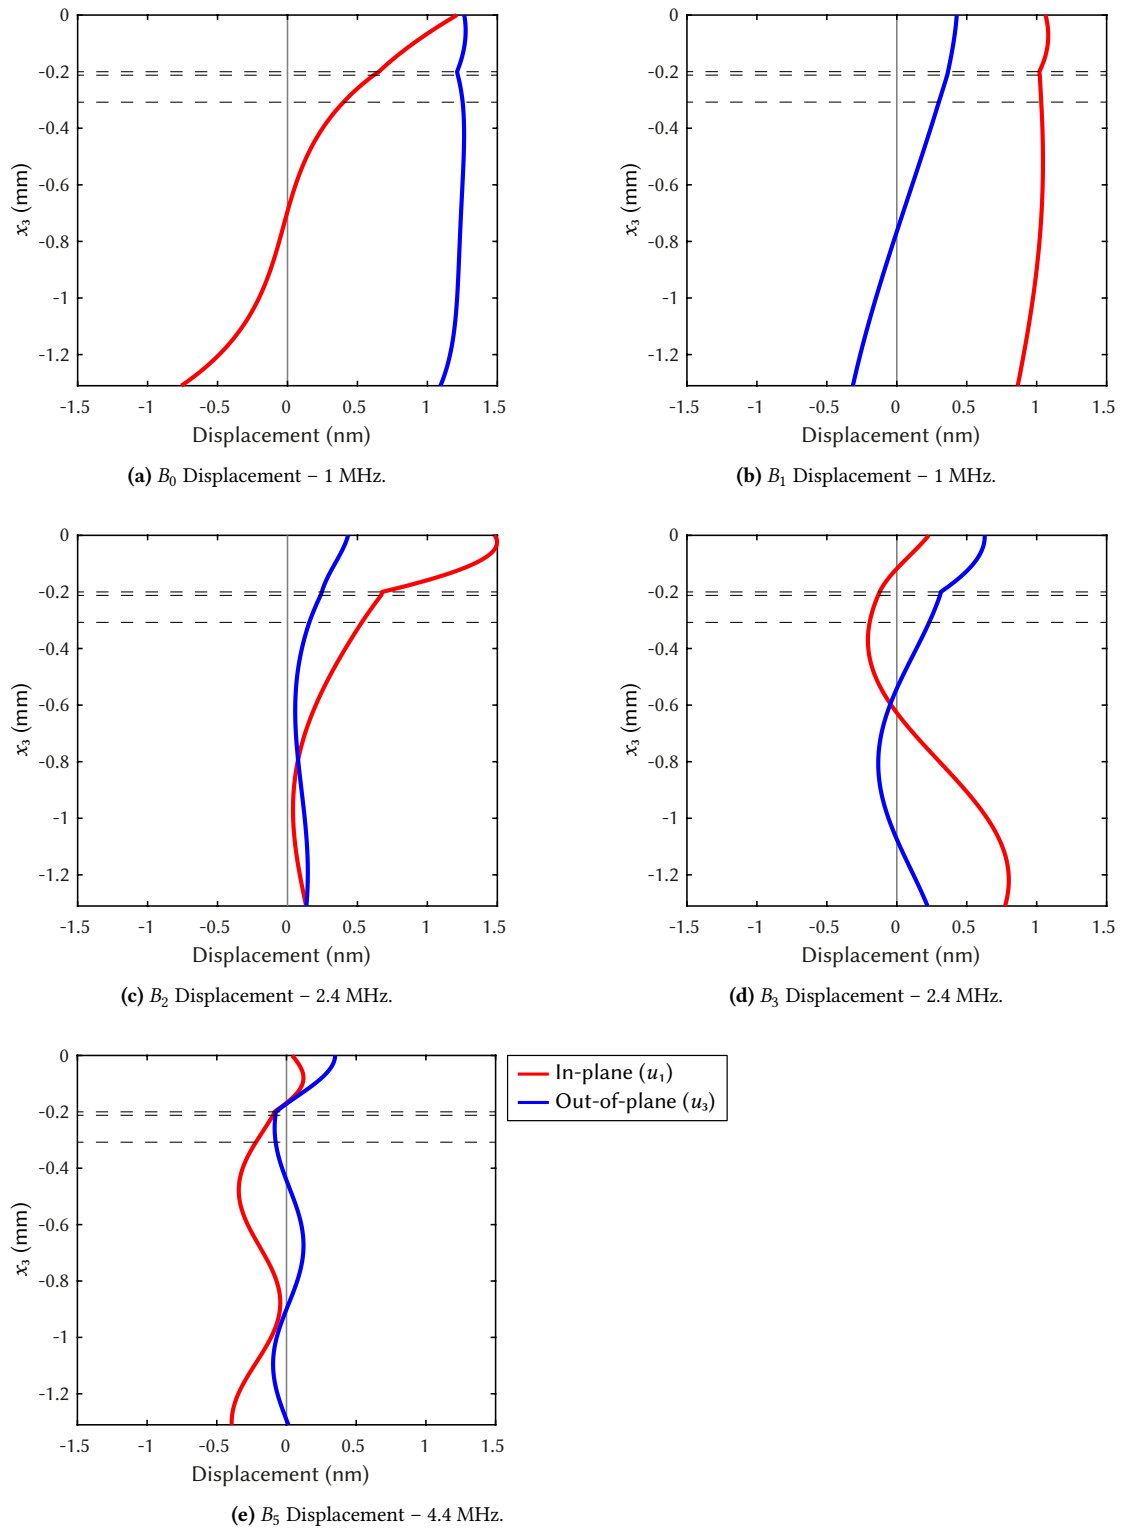 0
-0.2
-0.4
-0.6
-0.8
-1
-1.2
x₃ (mm)
-1.5 -1 -0.5 0 0.5 1 1.5
Displacement (nm)
(a) B₀ Displacement – 1 MHz.
0
-0.2
-0.4
-0.6
-0.8
-1
-1.2
x₃ (mm)
-1.5 -1 -0.5 0 0.5 1 1.5
Displacement (nm)
(b) B₁ Displacement – 1 MHz.
0
-0.2
-0.4
-0.6
-0.8
-1
-1.2
x₃ (mm)
-1.5 -1 -0.5 0 0.5 1 1.5
Displacement (nm)
(c) B₂ Displacement – 2.4 MHz.
0
-0.2
-0.4
-0.6
-0.8
-1
-1.2
x₃ (mm)
-1.5 -1 -0.5 0 0.5 1 1.5
Displacement (nm)
(d) B₃ Displacement – 2.4 MHz.
0
-0.2
-0.4
-0.6
-0.8
-1
-1.2
x₃ (mm)
-1.5 -1 -0.5 0 0.5 1 1.5
Displacement (nm)
In-plane (u₁)
Out-of-plane (u₃)
(e) B₅ Displacement – 4.4 MHz.